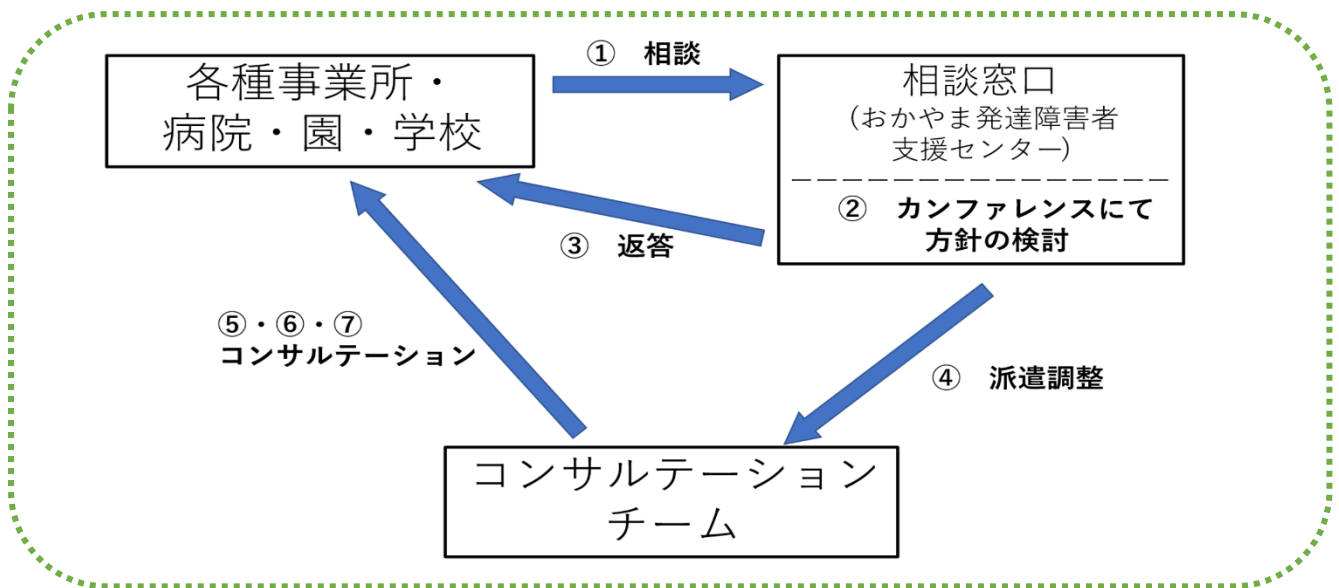 ① 相談
各種事業所・
病院・園・学校
相談窓口
(おかやま発達障害者
支援センター)
② カンファレンスにて
方針の検討
③ 返答
⑤・⑥・⑦
コンサルテーション
④ 派遣調整
コンサルテーション
チーム